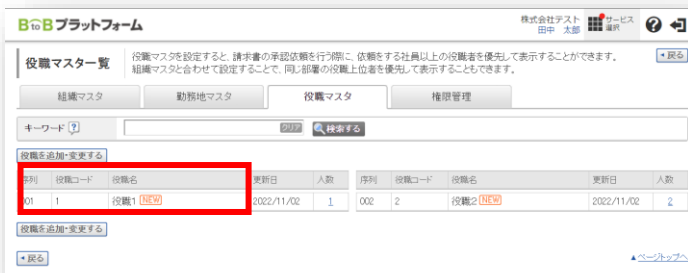 BtoBプラットフォーム
株式会社テスト
田中 太郎
サービス
選択
?
役職マスター覧
役職マスタを設定すると、請求書の承認依頼を行う際に、依頼をする社員以上の役職者を優先して表示することができます。
組織マスタと合わせて設定することで、同じ部署の役職上位者を優先して表示することもできます。
戻る
組織マスタ 勤務地マスタ 役職マスタ 権限管理
キーワード ? クリア 検索する
役職を追加・変更する
序列 役職コード 役職名 更新日 人数 序列 役職コード 役職名 更新日 人数
001 1 役職1 NEW 2022/11/02 1 002 2 役職2 NEW 2022/11/02 2
役職を追加・変更する
戻る
▲ページトップへ